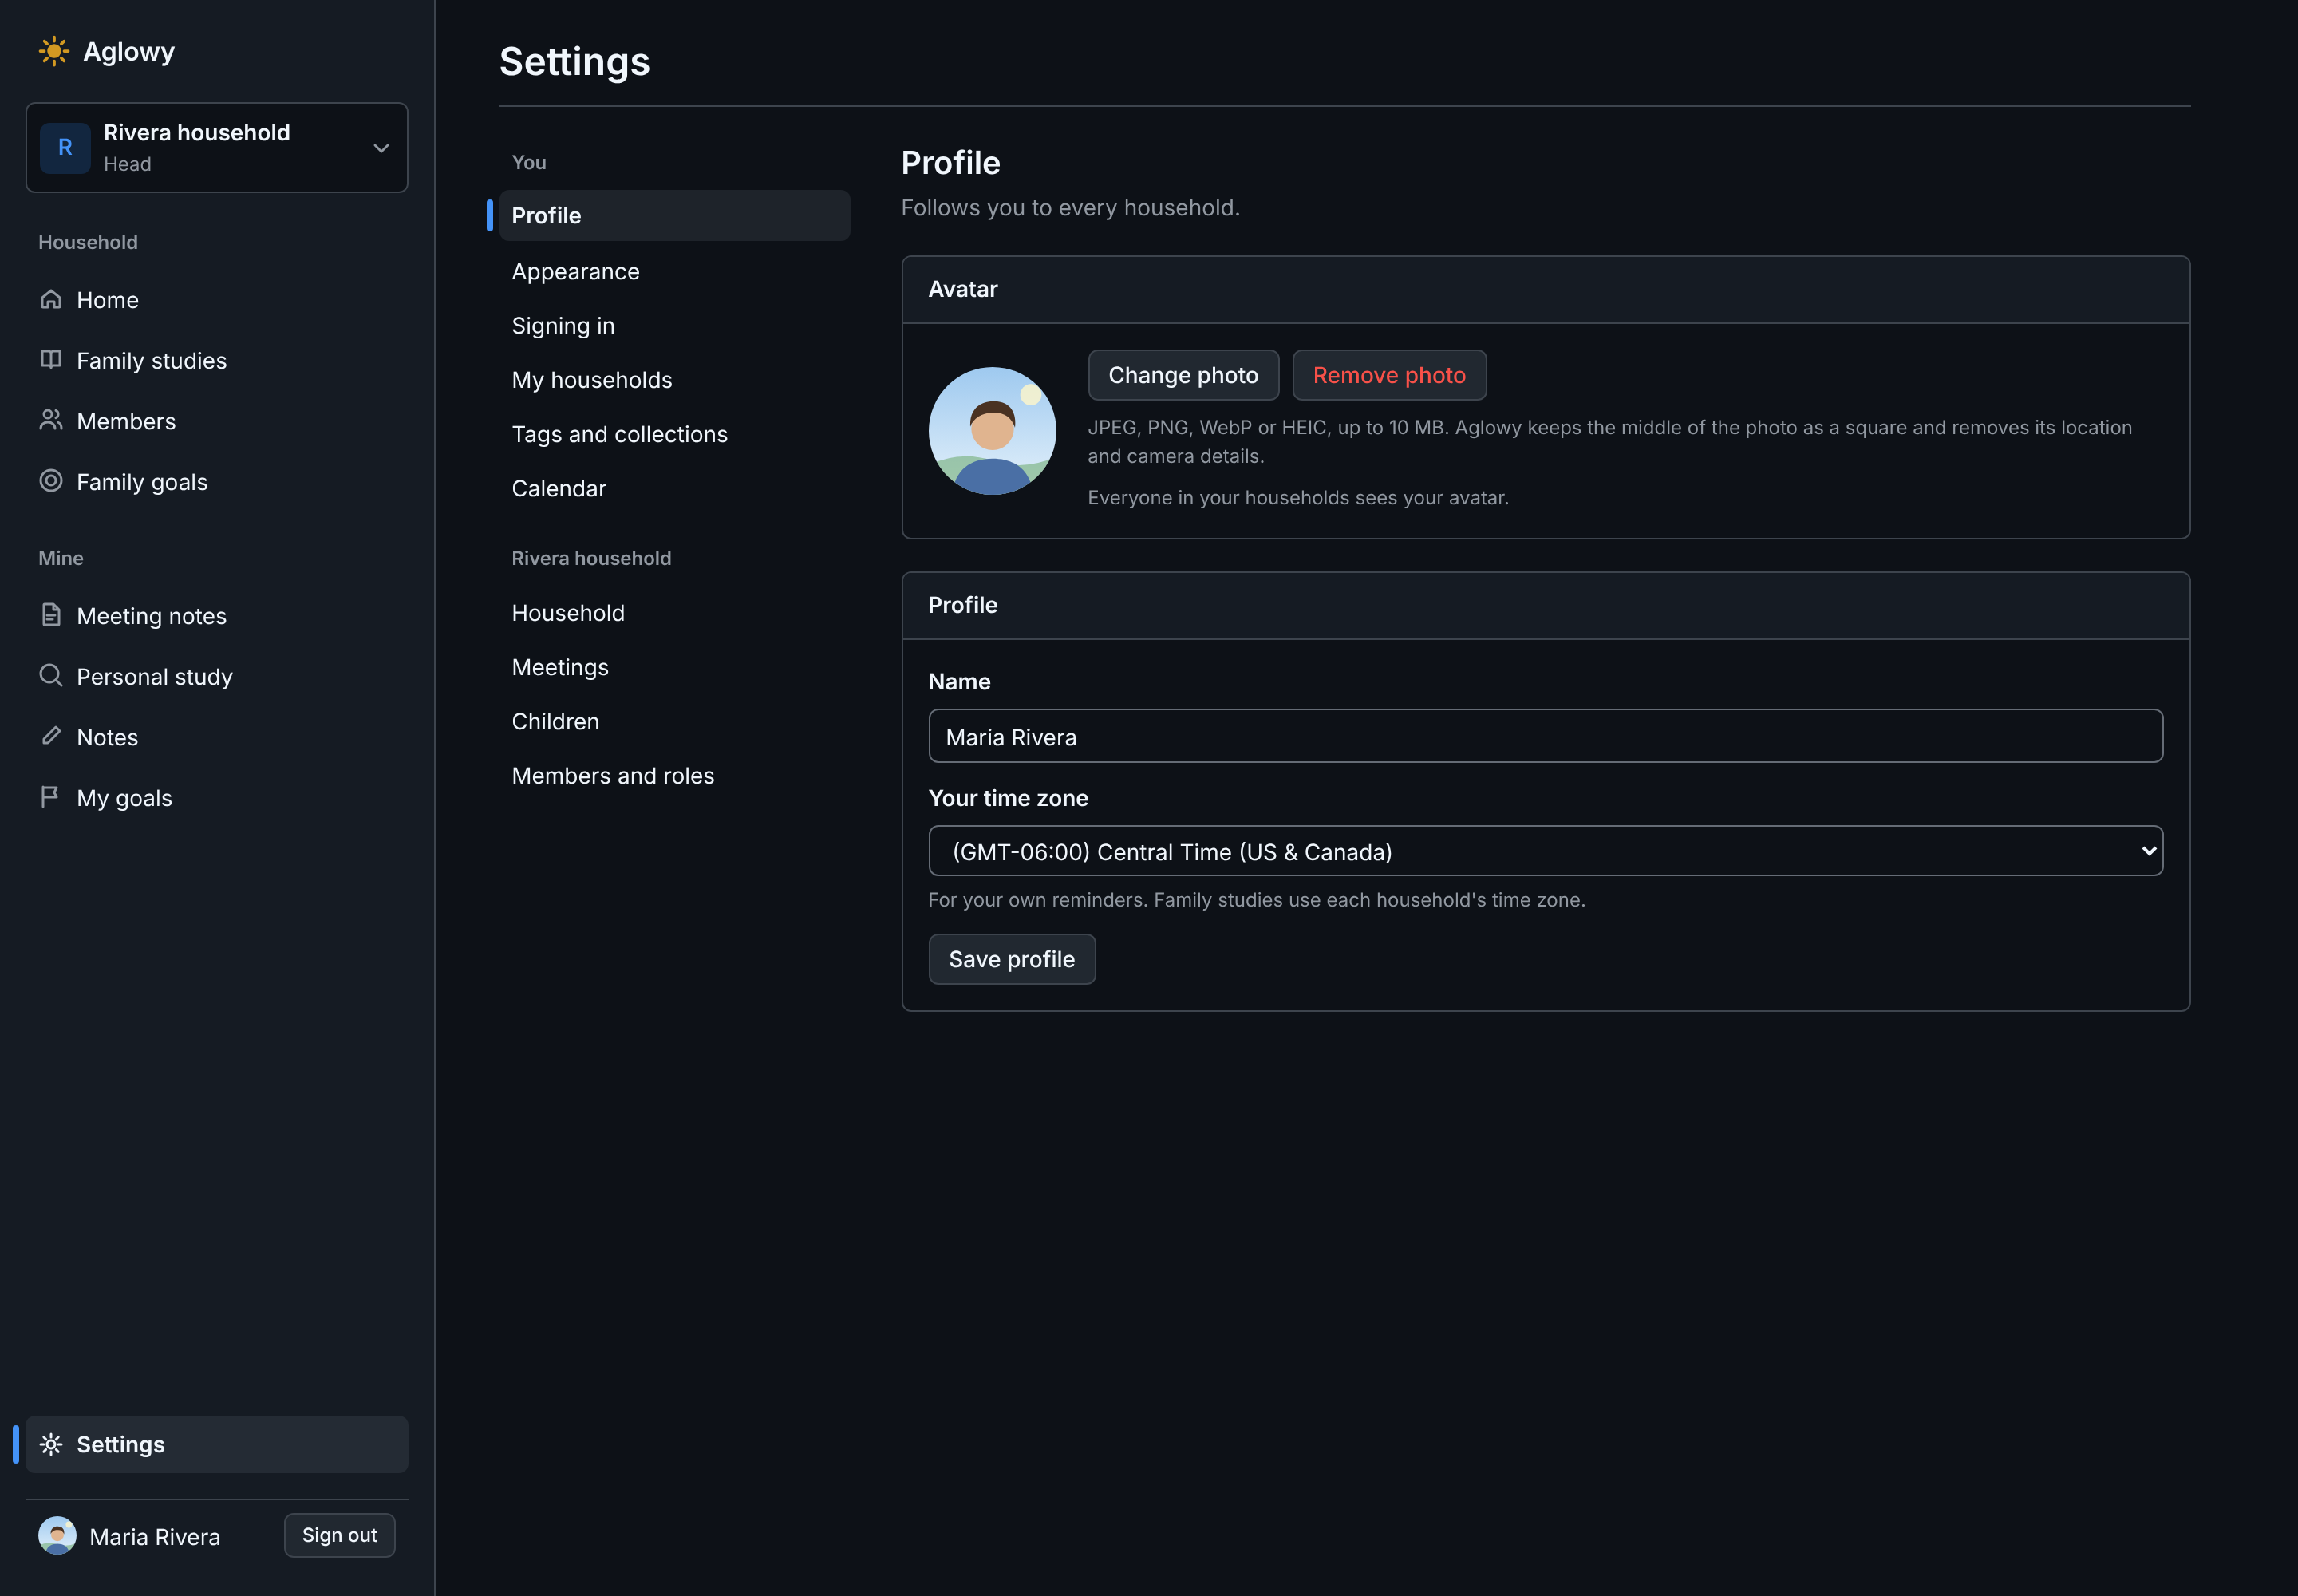 Aglowy
R
Rivera household
Head
Household
Home
Family studies
Members
Family goals
Mine
Meeting notes
Personal study
Notes
My goals
Settings
Maria Rivera
Sign out
Settings
You
Profile
Appearance
Signing in
My households
Tags and collections
Calendar
Rivera household
Household
Meetings
Children
Members and roles
Profile
Follows you to every household.
Avatar
Change photo
Remove photo
JPEG, PNG, WebP or HEIC, up to 10 MB. Aglowy keeps the middle of the photo as a square and removes its location
and camera details.
Everyone in your households sees your avatar.
Profile
Name
Maria Rivera
Your time zone
(GMT-06:00) Central Time (US & Canada)
For your own reminders. Family studies use each household's time zone.
Save profile